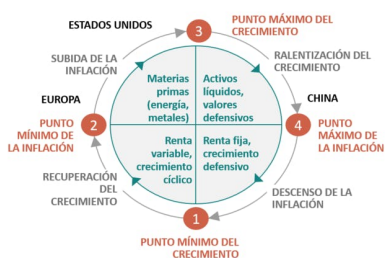 ESTADOS UNIDOS
3
PUNTO MÁXIMO DEL
CRECIMIENTO
SUBIDA DE LA
INFLACIÓN
RALENTIZACIÓN
DEL CRECIMIENTO
Materias
primas
(energía,
metales)
Activos
líquidos,
valores
defensivos
EUROPA
CHINA
2
PUNTO
MÍNIMO DE
LA INFLACIÓN
4
PUNTO
MÁXIMO DE
LA INFLACIÓN
Renta
variable,
crecimiento
cíclico
Renta fija,
crecimiento
defensivo
RECUPERACIÓN
DEL
CRECIMIENTO
DESCENSO DE LA
INFLACIÓN
1
PUNTO MÍNIMO DEL
CRECIMIENTO